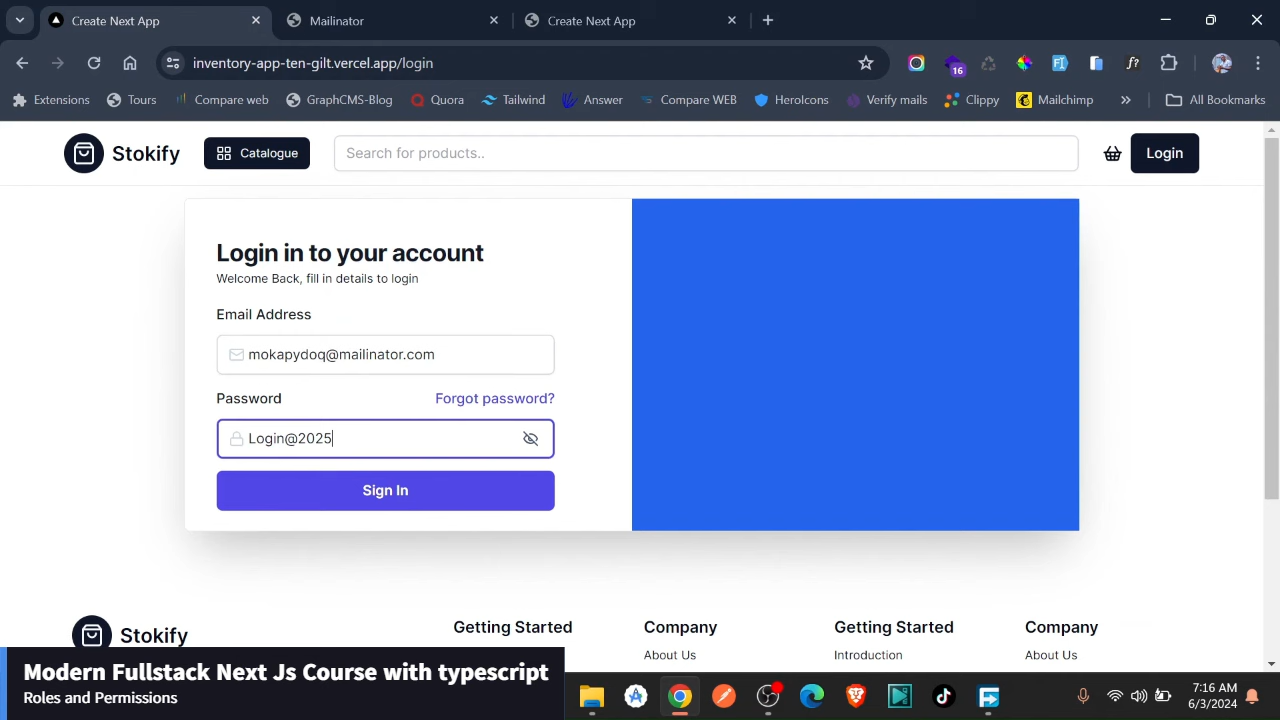 Create Next App
Mailinator
Create Next App
inventory-app-ten-gilt.vercel.app/login
16
Extensions
Tours
Compare web
GraphCMS-Blog
Quora
Tailwind
Answer
Compare WEB
HeroIcons
Verify mails
Clippy
Mailchimp
All Bookmarks
Stokify
Catalogue
Search for products..
Login
Login in to your account
Welcome Back, fill in details to login
Email Address
mokapydoq@mailinator.com
Password
Forgot password?
Login@2025
Sign In
Stokify
Getting Started
Company
Getting Started
Company
About Us
Introduction
About Us
Modern Fullstack Next Js Course with typescript
Roles and Permissions
7:16 AM
6/3/2024